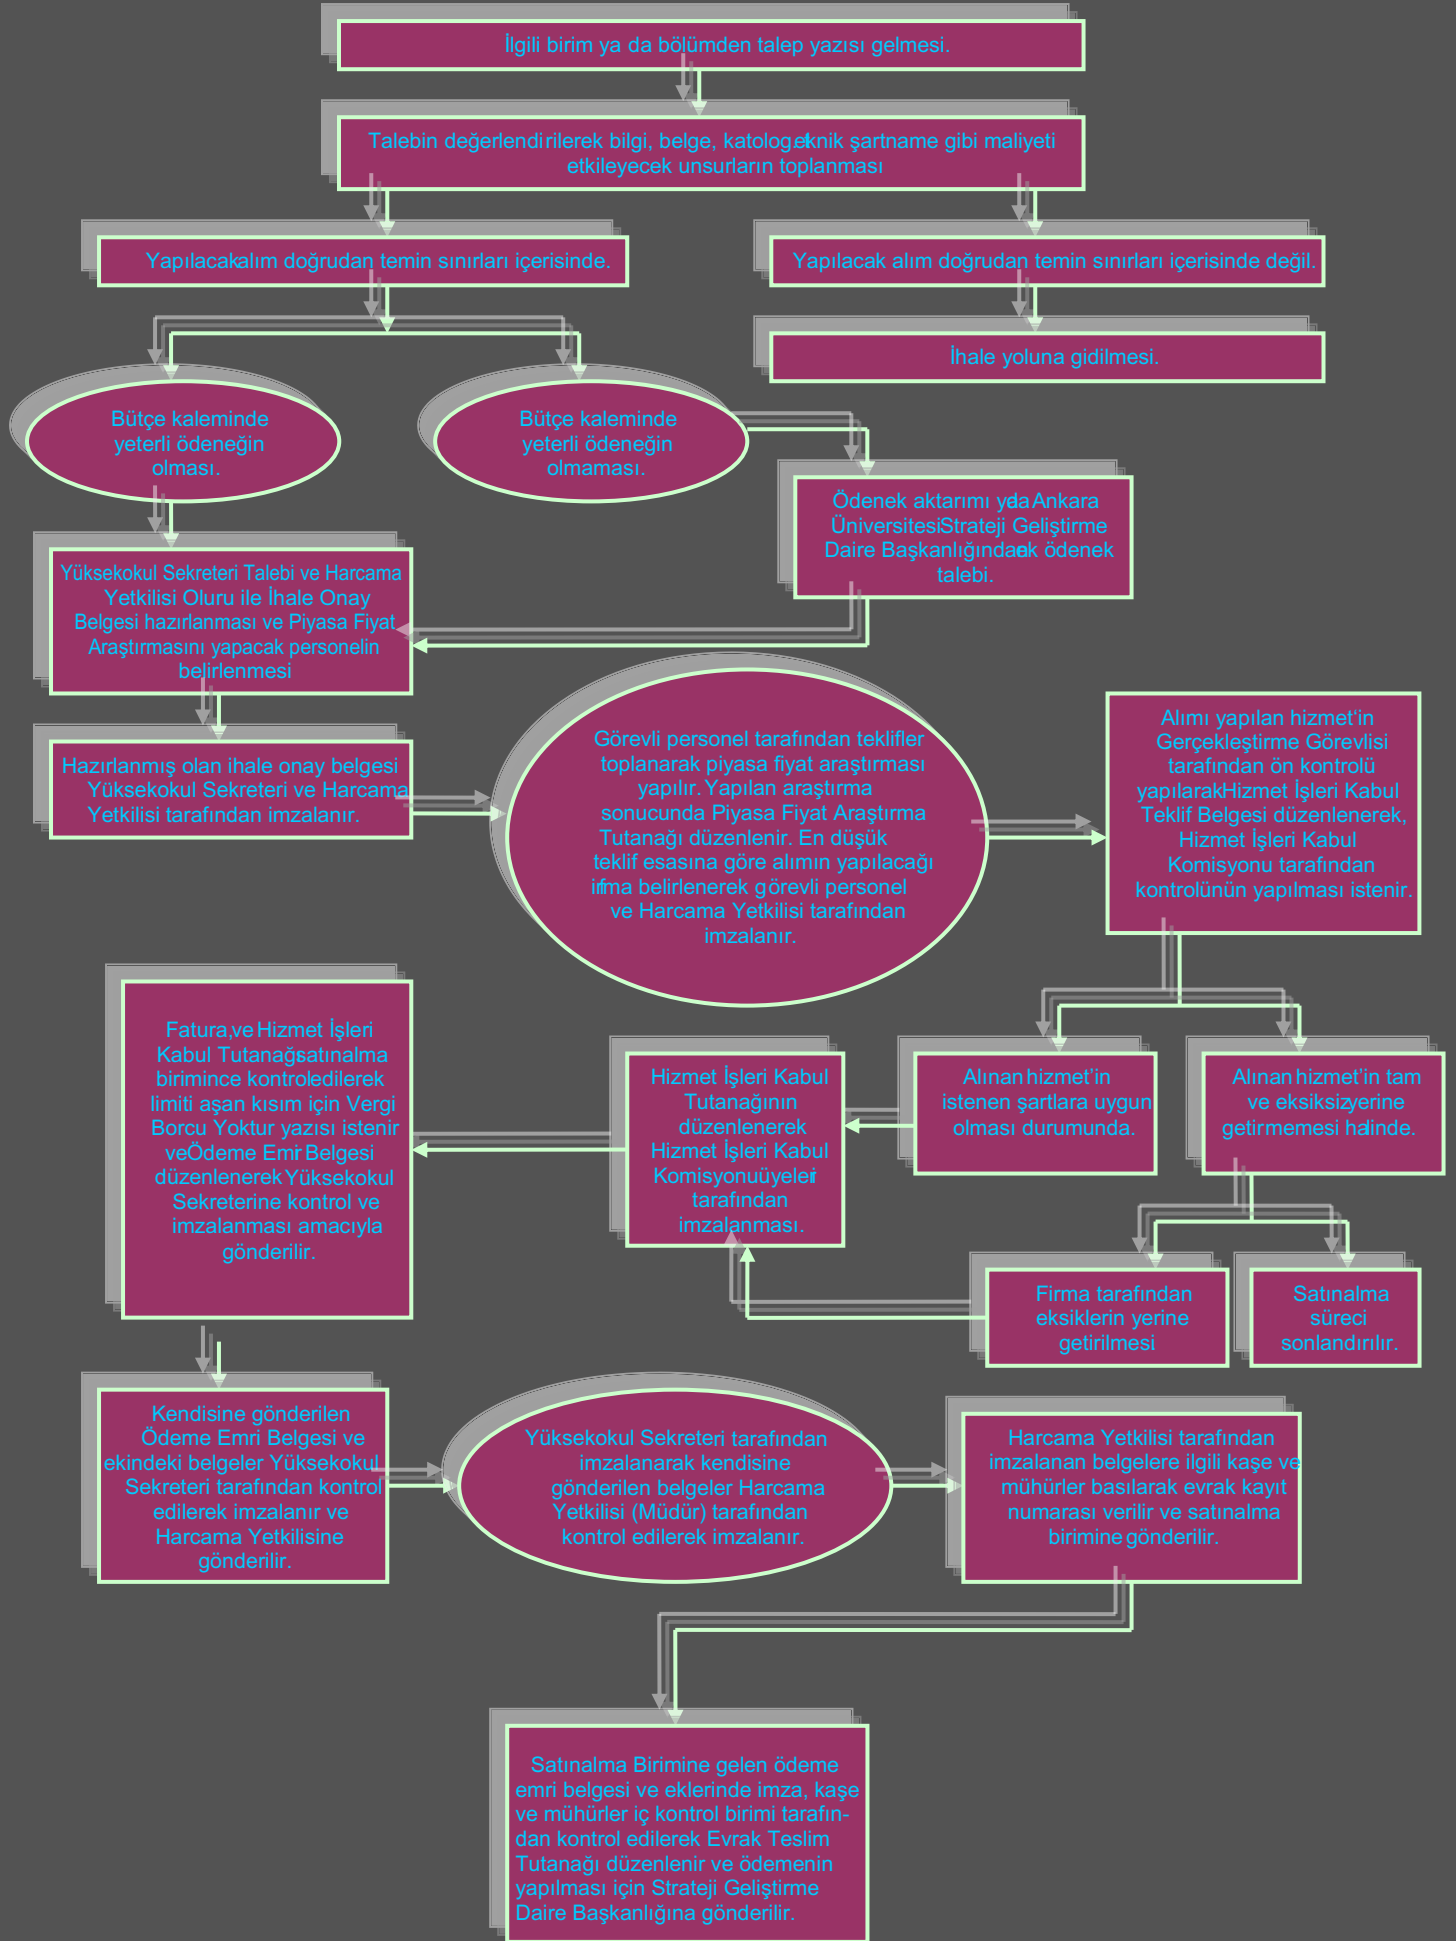 İlgili birim ya da bölümden talep yazısı gelmesi.
Talebin değerlendirilerek bilgi, belge, katolog, teknik şartname gibi maliyeti
etkileyecek unsurların toplanması
Yapılacak alım doğrudan temin sınırları içerisinde.
Yapılacak alım doğrudan temin sınırları içerisinde değil.
İhale yoluna gidilmesi.
Bütçe kaleminde
yeterli ödeneğin
olması.
Bütçe kaleminde
yeterli ödeneğin
olmaması.
Ödenek aktarımı ya da Ankara
Üniversitesi Strateji Geliştirme
Daire Başkanlığından ek ödenek
talebi.
Yüksekokul Sekreteri Talebi ve Harcama
Yetkilisi Oluru ile İhale Onay
Belgesi hazırlanması ve Piyasa Fiyat
Araştırmasını yapacak personelin
belirlenmesi
Hazırlanmış olan ihale onay belgesi
Yüksekokul Sekreteri ve Harcama
Yetkilisi tarafından imzalanır.
Görevli personel tarafından teklifler
toplanarak piyasa fiyat araştırması
yapılır. Yapılan araştırma
sonucunda Piyasa Fiyat Araştırma
Tutanağı düzenlenir. En düşük
teklif esasına göre alımın yapılacağı
firma belirlenerek görevli personel
ve Harcama Yetkilisi tarafından
imzalanır.
Alımı yapılan hizmet‘in
Gerçekleştirme Görevlisi
tarafından ön kontrolü
yapılarak Hizmet İşleri Kabul
Teklif Belgesi düzenlenerek,
Hizmet İşleri Kabul
Komisyonu tarafından
kontrolünün yapılması istenir.
Fatura,ve Hizmet İşleri
Kabul Tutanağı satınalma
birimince kontrol edilerek
limiti aşan kısım için Vergi
Borcu Yoktur yazısı istenir
ve Ödeme Emir Belgesi
düzenlenerek Yüksekokul
Sekreterine kontrol ve
imzalanması amacıyla
gönderilir.
Hizmet İşleri Kabul
Tutanağının
düzenlenerek
Hizmet İşleri Kabul
Komisyonu üyeleri
tarafından
imzalanması.
Alınan hizmet’in
istenen şartlara uygun
olması durumunda.
Alınan hizmet’in tam
ve eksiksiz yerine
getirmemesi halinde.
Firma tarafından
eksiklerin yerine
getirilmesi
Satınalma
süreci
sonlandırılır.
Kendisine gönderilen
Ödeme Emri Belgesi ve
ekindeki belgeler Yüksekokul
Sekreteri tarafından kontrol
edilerek imzalanır ve
Harcama Yetkilisine
gönderilir.
Yüksekokul Sekreteri tarafından
imzalanarak kendisine
gönderilen belgeler Harcama
Yetkilisi (Müdür) tarafından
kontrol edilerek imzalanır.
Harcama Yetkilisi tarafından
imzalanan belgelere ilgili kaşe ve
mühürler basılarak evrak kayıt
numarası verilir ve satınalma
birimine gönderilir.
Satınalma Birimine gelen ödeme
emri belgesi ve eklerinde imza, kaşe
ve mühürler iç kontrol birimi tarafın-
dan kontrol edilerek Evrak Teslim
Tutanağı düzenlenir ve ödemenin
yapılması için Strateji Geliştirme
Daire Başkanlığına gönderilir.